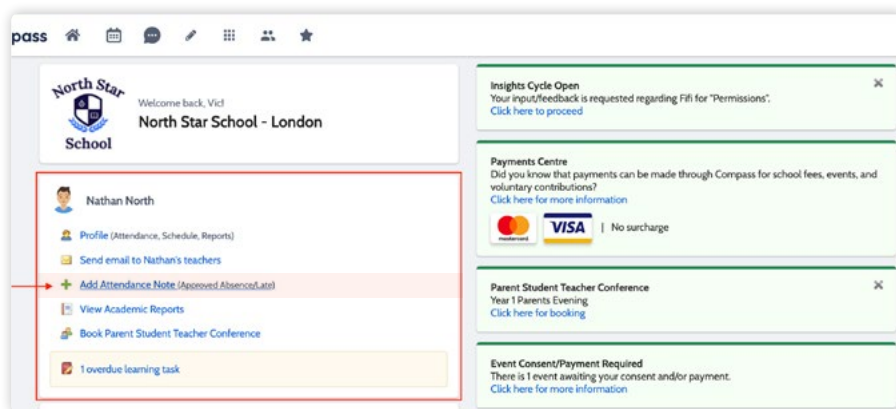 pass
North Star
School
Welcome back, Vic!
North Star School - London
Nathan North
Profile (Attendance, Schedule, Reports)
Send email to Nathan's teachers
Add Attendance Note (Approved Absence/Late)
View Academic Reports
Book Parent Student Teacher Conference
1 overdue learning task
Insights Cycle Open
Your input/feedback is requested regarding Fifi for "Permissions".
Click here to proceed
Payments Centre
Did you know that payments can be made through Compass for school fees, events, and
voluntary contributions?
Click here for more information
mastercard
VISA | No surcharge
Parent Student Teacher Conference
Year 1 Parents Evening
Click here for booking
Event Consent/Payment Required
There is 1 event awaiting your consent and/or payment.
Click here for more information